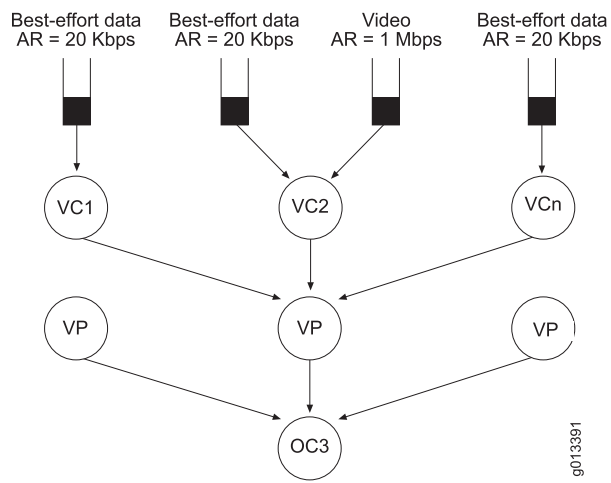 Best-effort data
AR = 20 Kbps
Best-effort data
AR = 20 Kbps
Video
AR = 1 Mbps
Best-effort data
AR = 20 Kbps
VC1
VC2
VCn
VP
VP
VP
OC3
g013391